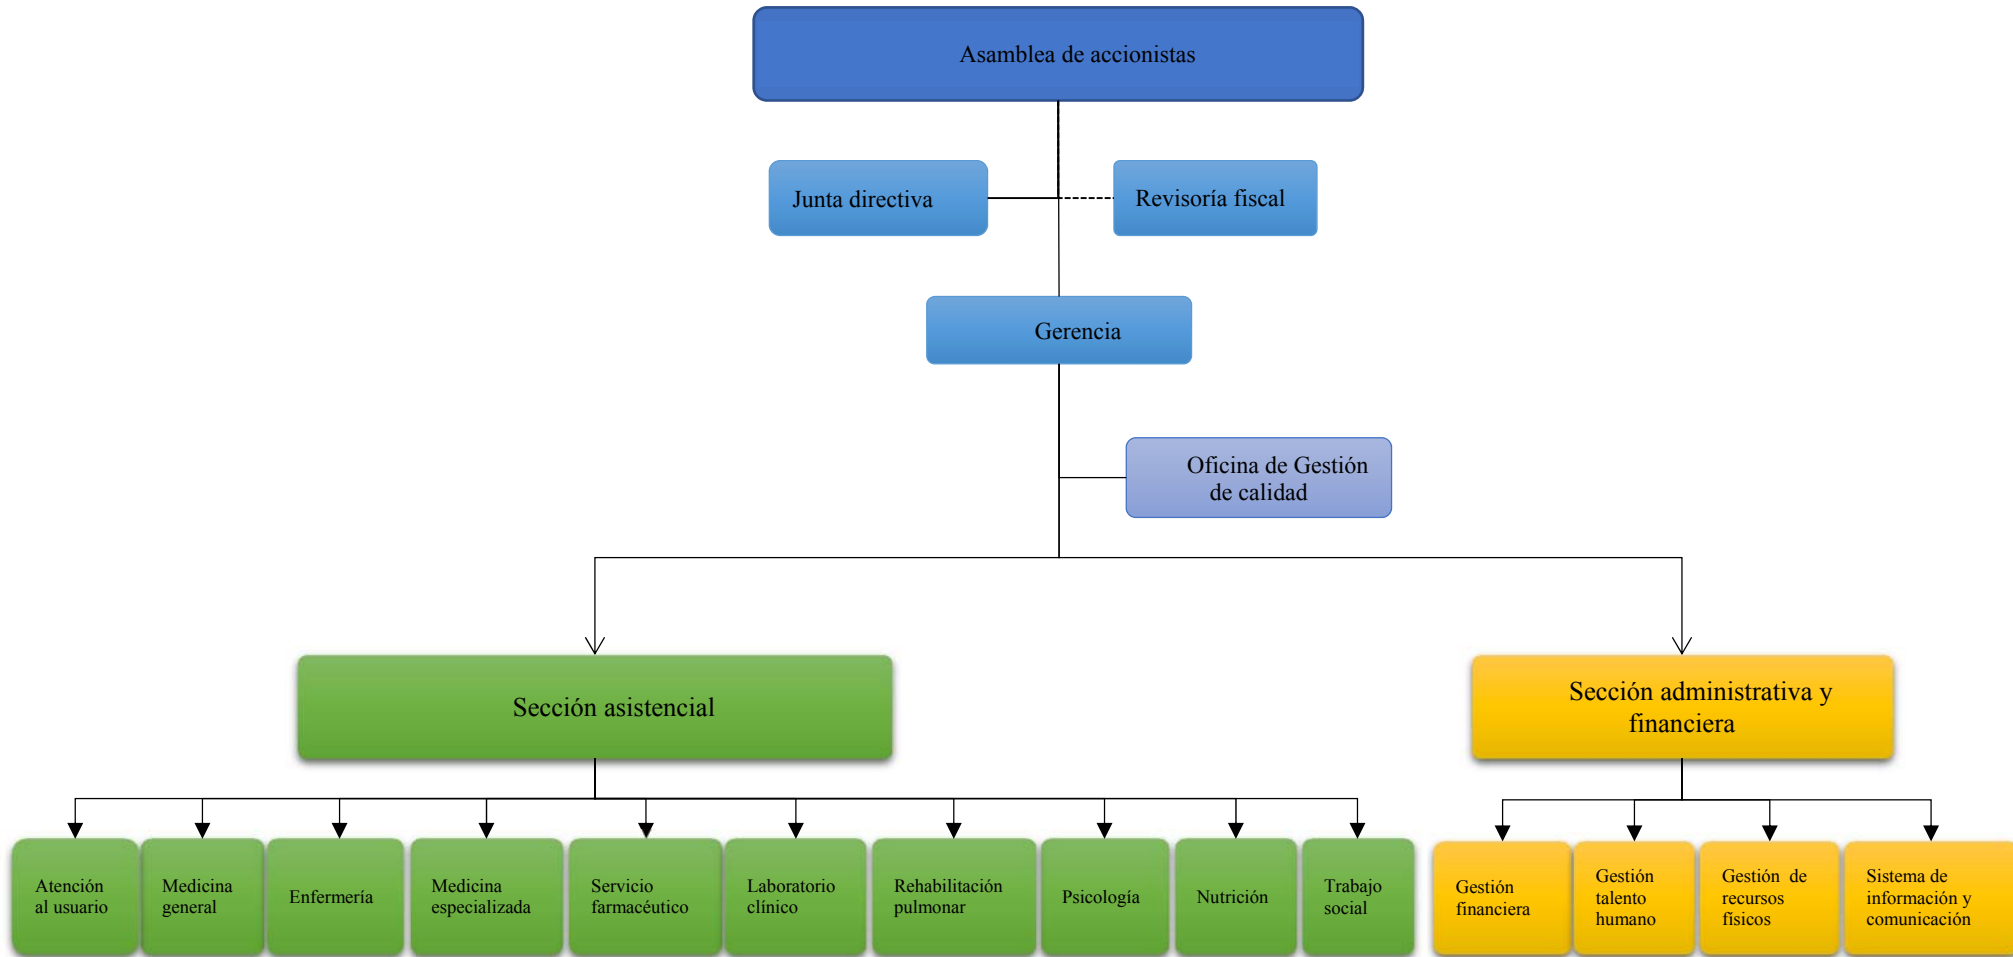 Asamblea de accionistas
Junta directiva
Revisoría fiscal
Gerencia
Oficina de Gestión
de calidad
Sección asistencial
Sección administrativa y
financiera
Atención
al usuario
Medicina
general
Enfermería
Medicina
especializada
Servicio
farmacéutico
Laboratorio
clínico
Rehabilitación
pulmonar
Psicología
Nutrición
Trabajo
social
Gestión
financiera
Gestión
talento
humano
Gestión de
recursos
físicos
Sistema de
información y
comunicación